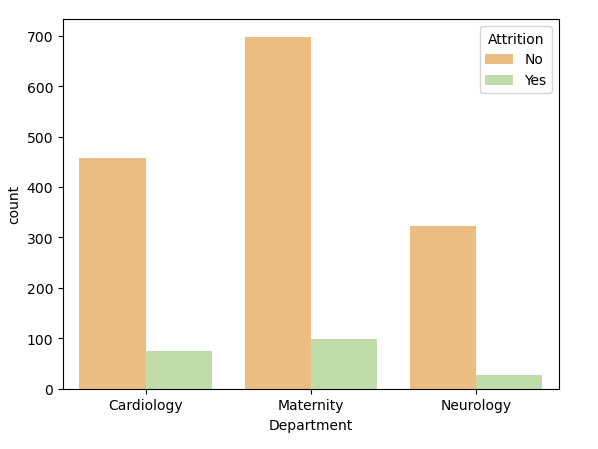 700
600
500
400
300
200
100
0
count
Cardiology
Maternity
Neurology
Department
Attrition
No
Yes